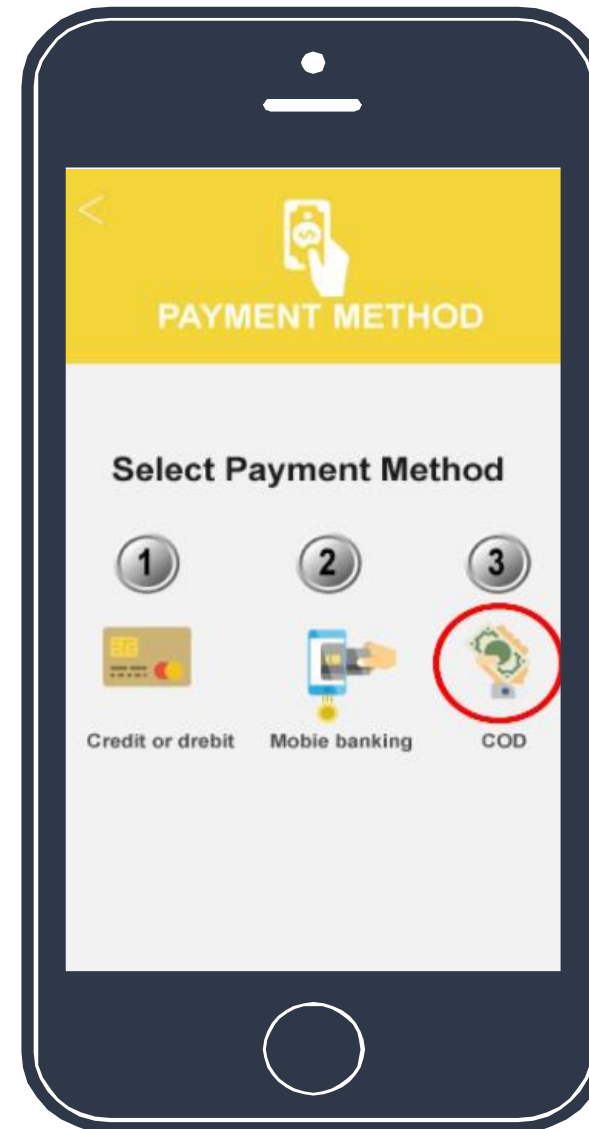 <
PAYMENT METHOD
Select Payment Method
1 2 3
Credit or drebit Mobie banking COD